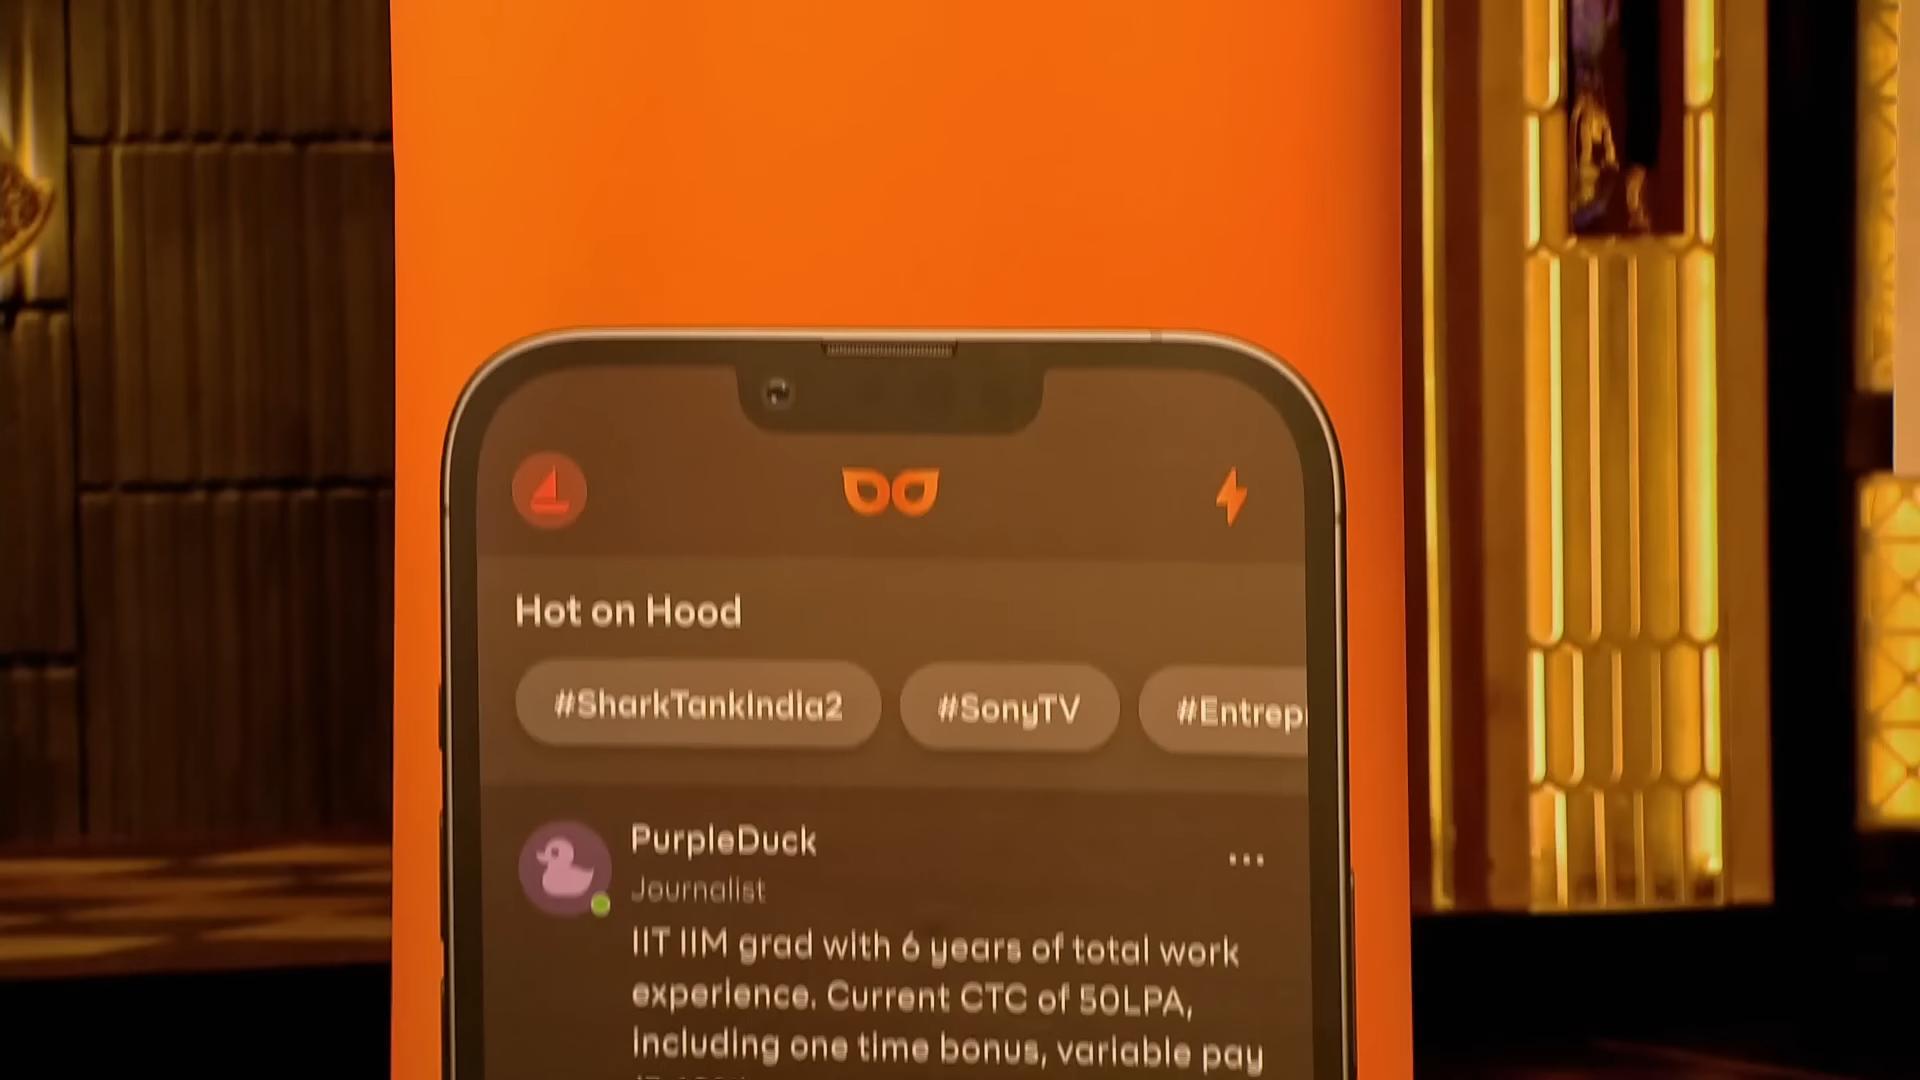 Hot on Hood
#SharkTankIndia2 #SonyTV #Entrep
PurpleDuck
Journalist
IIT IIM grad with 6 years of total work
experience. Current CTC of 50LPA,
including one time bonus, variable pay